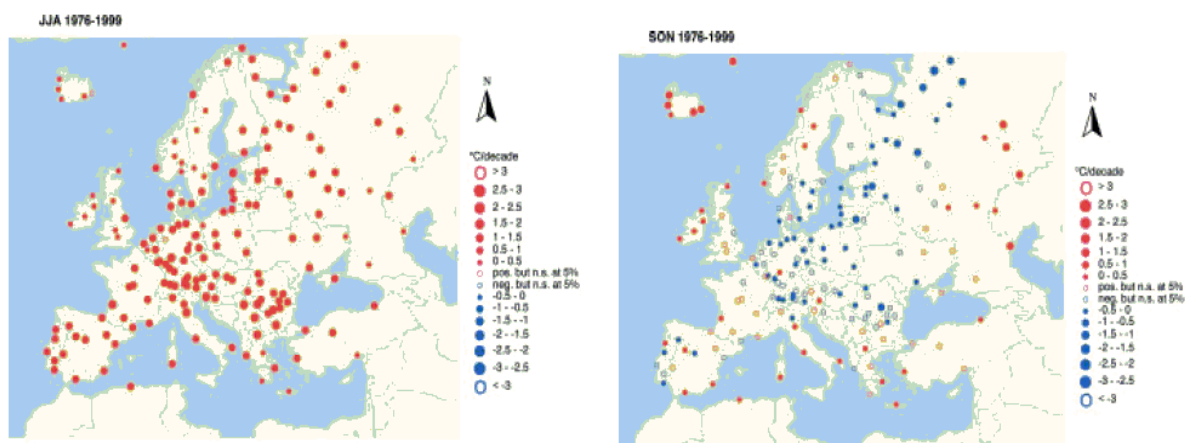 JJA 1976-1999
N
°C/decade
> 3
2.5 - 3
2 - 2.5
1.5 - 2
1 - 1.5
0.5 - 1
0 - 0.5
pos. but n.s. at 5%
neg. but n.s. at 5%
-0.5 - 0
-1 - -0.5
-1.5 - -1
-2 - -1.5
-2.5 - -2
-3 - -2.5
< -3
SON 1976-1999
N
°C/decade
> 3
2.5 - 3
2 - 2.5
1.5 - 2
1 - 1.5
0.5 - 1
0 - 0.5
pos. but n.s. at 5%
neg. but n.s. at 5%
-0.5 - 0
-1 - -0.5
-1.5 - -1
-2 - -1.5
-2.5 - -2
-3 - -2.5
< -3